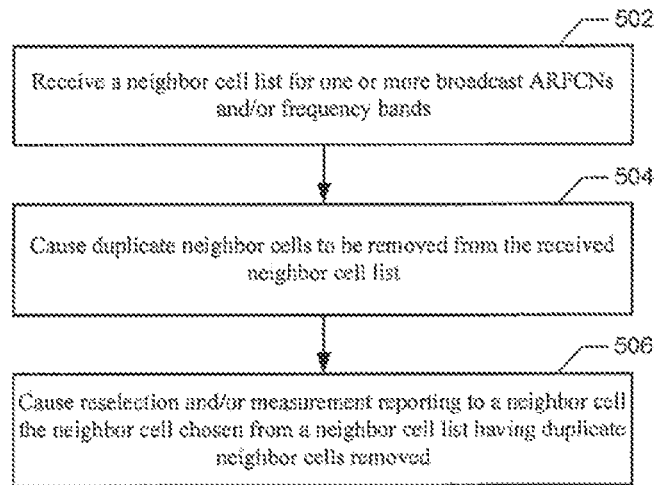 502
Receive a neighbor cell list for one or more broadcast ARFCNs
and/or frequency bands
504
Cause duplicate neighbor cells to be removed from the received
neighbor cell list
506
Cause reselection and/or measurement reporting to a neighbor cell
the neighbor cell chosen from a neighbor cell list having duplicate
neighbor cells removed